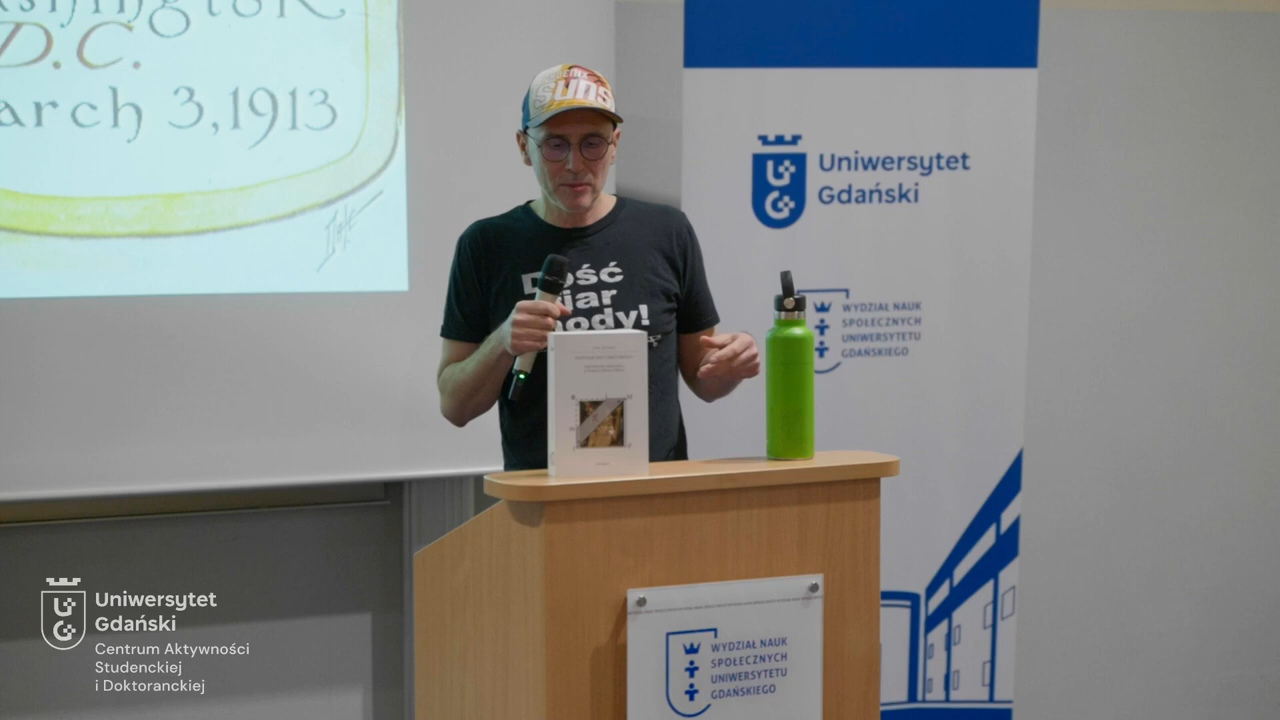 D.C.
arch 3, 1913
SUNS
Dość
ody!
Uniwersytet
Gdański
WYDZIAŁ NAUK
SPOŁECZNYCH
UNIWERSYTETU
GDAŃSKIEGO
WYDZIAŁ NAUK
SPOŁECZNYCH
UNIWERSYTETU
GDAŃSKIEGO
Uniwersytet
Gdański
Centrum Aktywności
Studenckiej
i Doktoranckiej